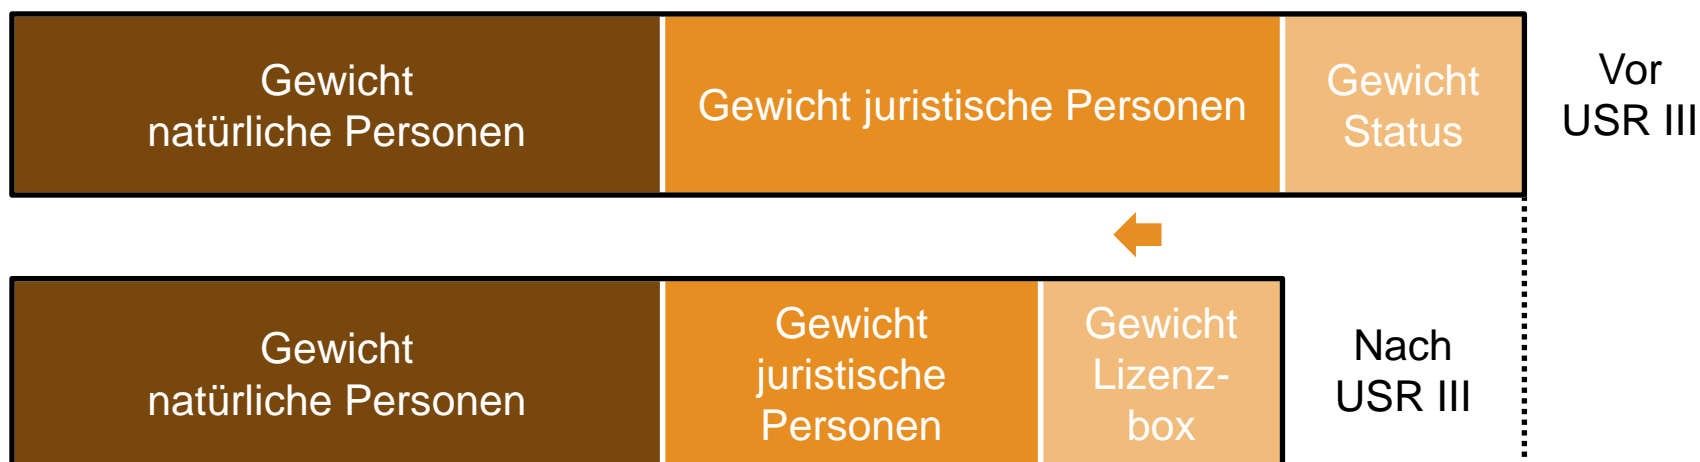 Gewicht
natürliche Personen
Gewicht juristische Personen
Gewicht
Status
Vor
USR III
Gewicht
natürliche Personen
Gewicht
juristische
Personen
Gewicht
Lizenz-
box
Nach
USR III